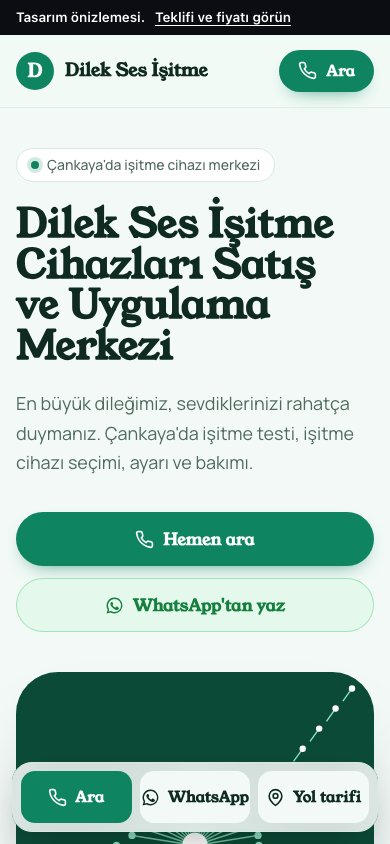 Tasarım önizlemesi. Teklifi ve fiyatı görün
D Dilek Ses İşitme Ara
Çankaya'da işitme cihazı merkezi
Dilek Ses İşitme
Cihazları Satış
ve Uygulama
Merkezi
En büyük dileğimiz, sevdiklerinizi rahatça
duymanız. Çankaya'da işitme testi, işitme
cihazı seçimi, ayarı ve bakımı.
Hemen ara
WhatsApp'tan yaz
Ara WhatsApp Yol tarifi